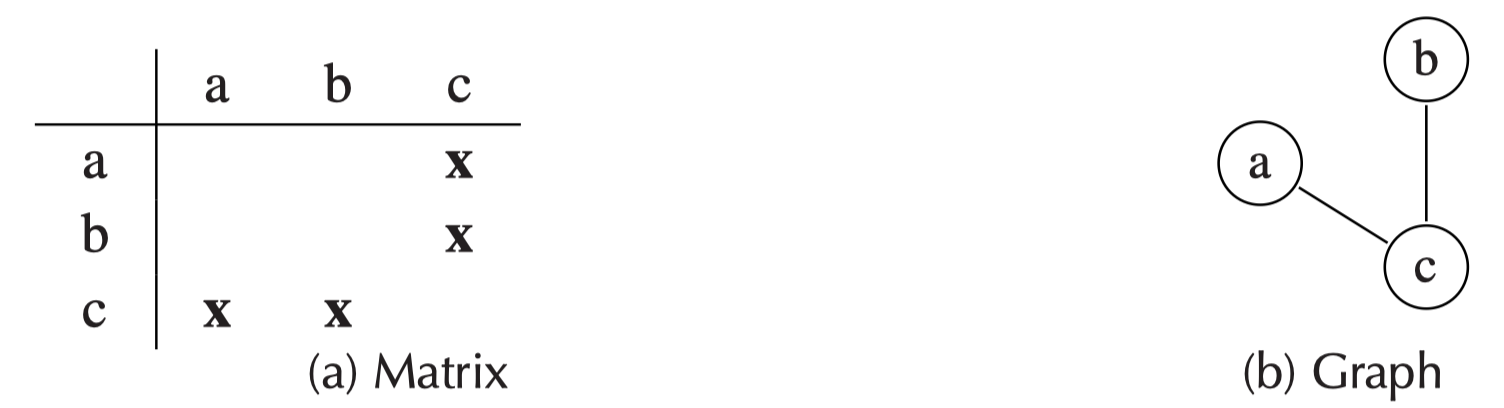 a b c
a x
b x
c x x
(a) Matrix
b
a
c
(b) Graph